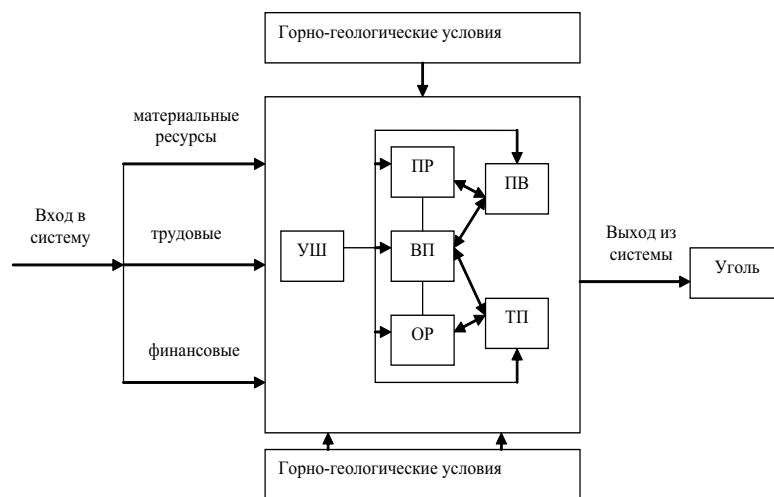 Горно-геологические условия
материальные
ресурсы
Вход в
систему
трудовые
финансовые
УШ
ПР
ВП
ОР
ПВ
ТП
Выход из
системы
Уголь
Горно-геологические условия